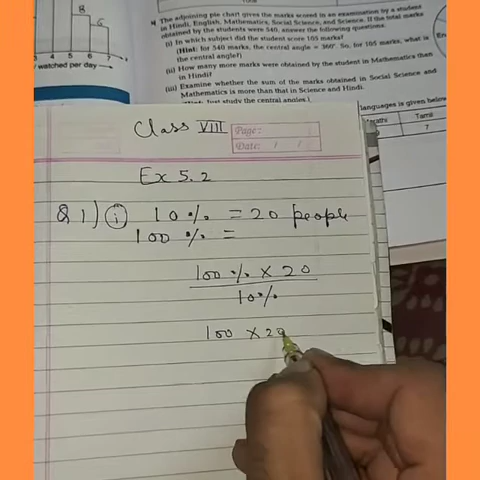 8
6
4 5 6 7
watched per day
The adjoining pie chart gives the marks scored in an examination by a student
in Hindi, English, Mathematics, Social Science and Science. If the total marks
obtained by the students were 540, answer the following questions.
(i) In which subject did the student score 105 marks?
(Hint: for 540 marks, the central angle = 360°. So, for 105 marks, what is
the central angle?)
(ii) How many more marks were obtained by the student in Mathematics than
in Hindi?
(iii) Examine whether the sum of the marks obtained in Social Science and
Mathematics is more than that in Science and Hindi.
just study the central angles.)
languages is given below
Tamil
7
Class VIII
Page:
Date: / /
Ex 5.2
Q 1) (i) 10% = 20 people
100% =
100% × 20
10%
100 × 20